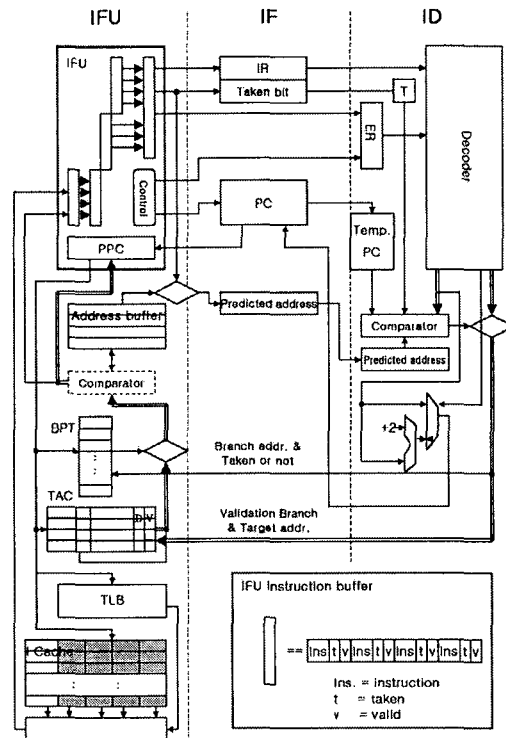 IFU
IF
ID
IFU
IR
Taken bit
T
ER
Decoder
Control
PC
Temp.
PC
PPC
Address buffer
Predicted address
Comparator
Predicted address
Comparator
BPT
+2
Branch addr. &
Taken or not
TAC
B V
Validation Branch
& Target addr.
TLB
I Cache
IFU Instruction buffer
== Ins t v Ins t v Ins t v Ins t v
Ins. = instruction
t = taken
v = valid